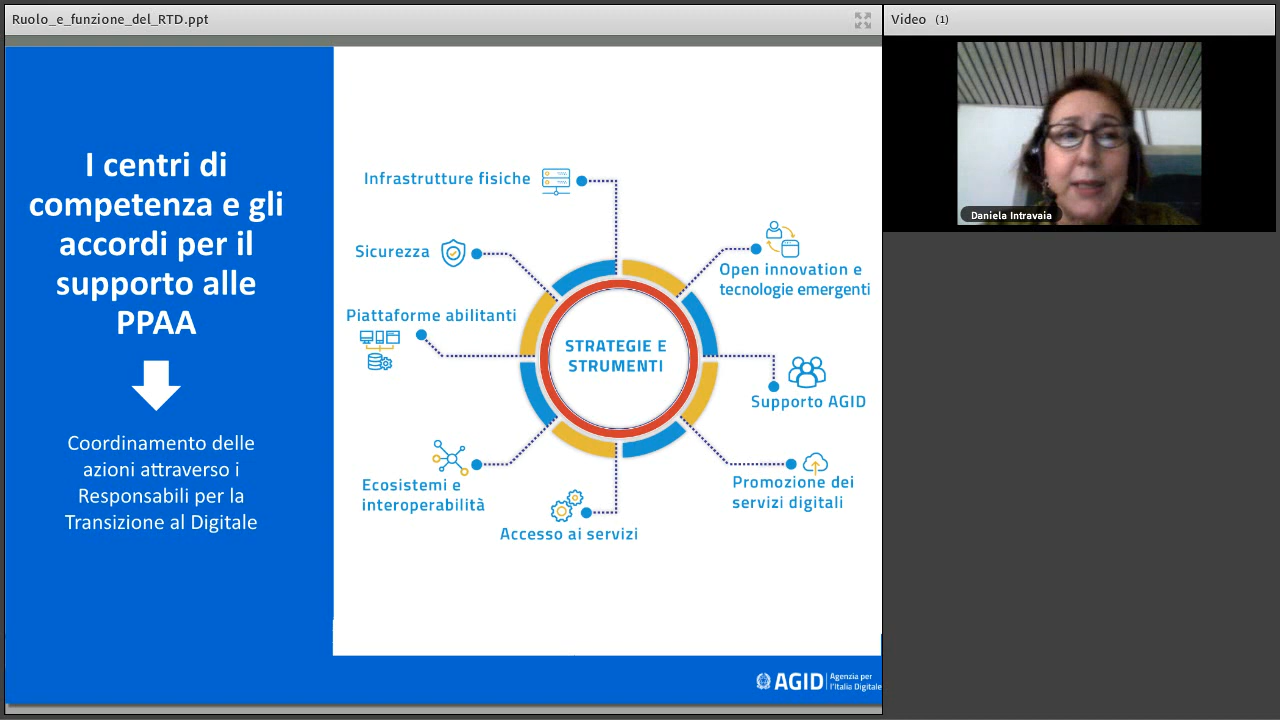 Ruolo_e_funzione_del_RTD.ppt
Video (1)
Daniela Intravaia
I centri di
competenza e gli
accordi per il
supporto alle
PPAA
Coordinamento delle
azioni attraverso i
Responsabili per la
Transizione al Digitale
Infrastrutture fisiche
Sicurezza
Piattaforme abilitanti
Ecosistemi e
interoperabilità
Accesso ai servizi
STRATEGIE E
STRUMENTI
Open innovation e
tecnologie emergenti
Supporto AGID
Promozione dei
servizi digitali
AGID
Agenzia per
l'Italia Digitale